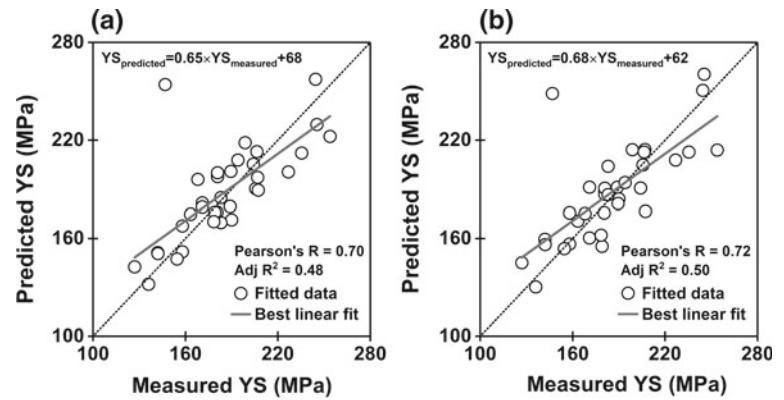 (a)
YSpredicted=0.65×YSmeasured+68
280
220
160
100
Predicted YS (MPa)
Pearson's R = 0.70
Adj R² = 0.48
Fitted data
Best linear fit
100 160 220 280
Measured YS (MPa)
(b)
YSpredicted=0.68×YSmeasured+62
280
220
160
100
Predicted YS (MPa)
Pearson's R = 0.72
Adj R² = 0.50
Fitted data
Best linear fit
100 160 220 280
Measured YS (MPa)